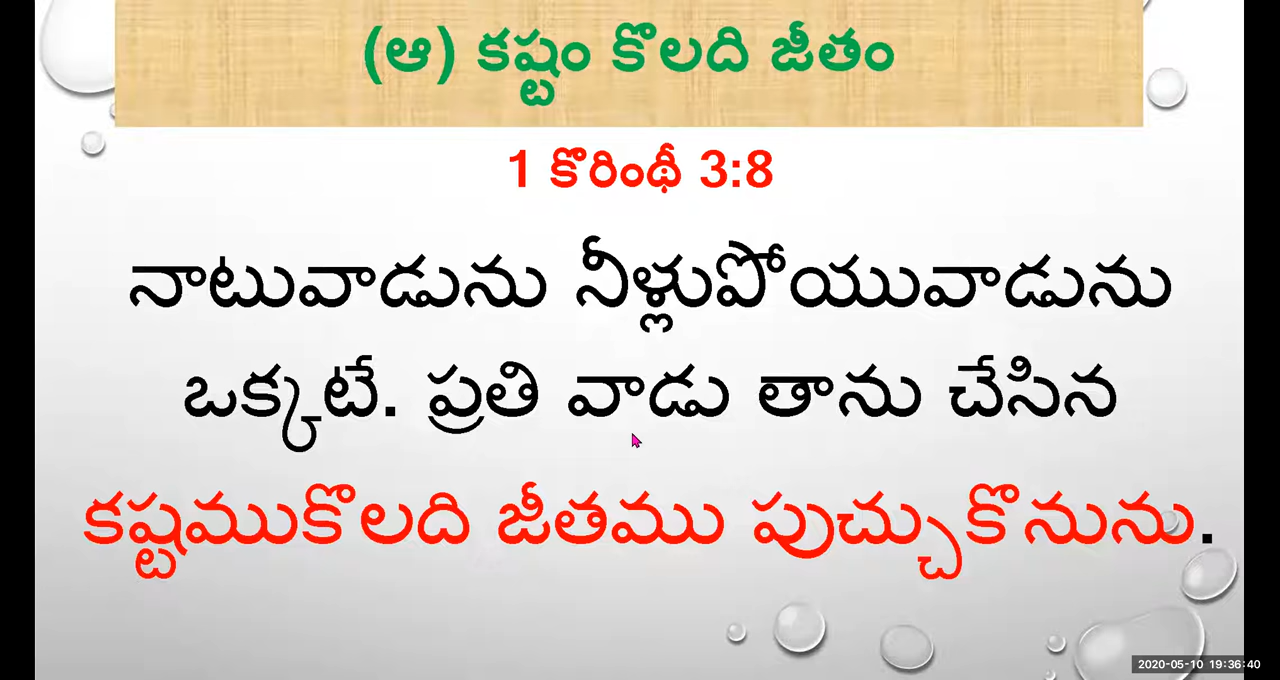 (ఆ) కష్టం కొలది జీతం
1 కొరింథీ 3:8
నాటువాడును నీళ్లుపోయువాడును
ఒక్కటే. ప్రతి వాడు తాను చేసిన
కష్టముకొలది జీతము పుచ్చుకొనును.
2020-05-10 19:36:40